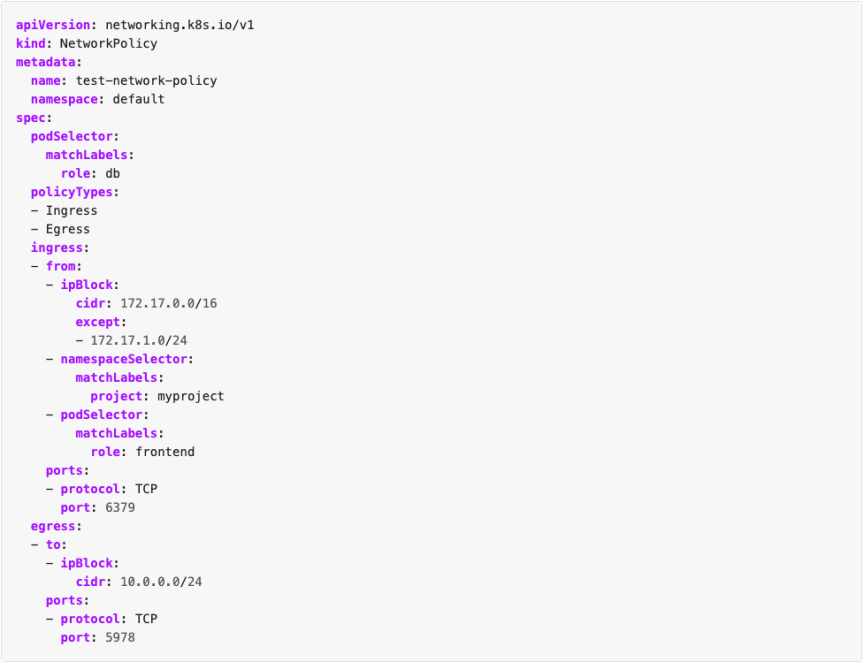 apiVersion: networking.k8s.io/v1
kind: NetworkPolicy
metadata:
  name: test-network-policy
  namespace: default
spec:
  podSelector:
    matchLabels:
      role: db
  policyTypes:
  - Ingress
  - Egress
  ingress:
  - from:
    - ipBlock:
        cidr: 172.17.0.0/16
        except:
        - 172.17.1.0/24
    - namespaceSelector:
        matchLabels:
          project: myproject
    - podSelector:
        matchLabels:
          role: frontend
    ports:
    - protocol: TCP
      port: 6379
  egress:
  - to:
    - ipBlock:
        cidr: 10.0.0.0/24
    ports:
    - protocol: TCP
      port: 5978